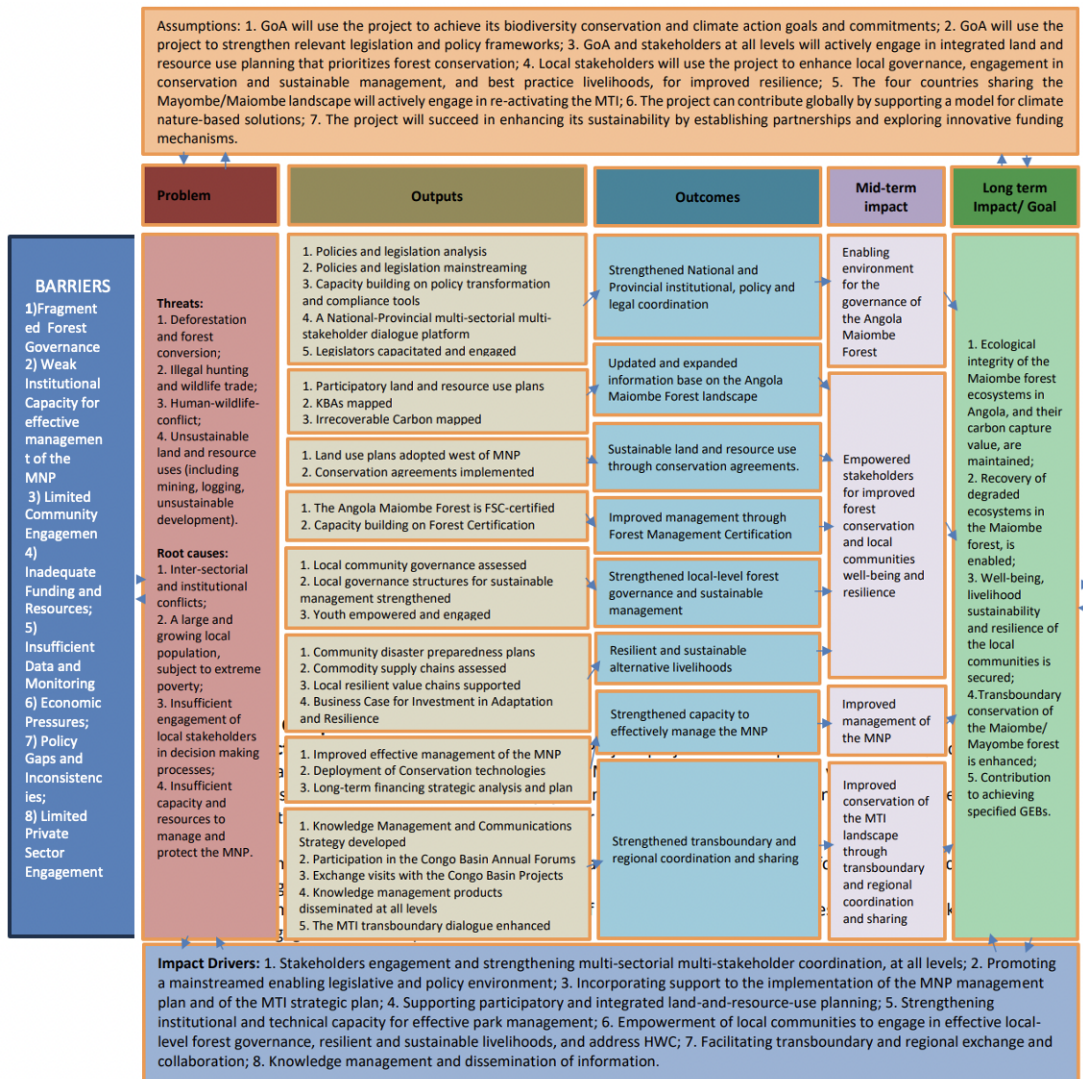 Assumptions: 1. GoA will use the project to achieve its biodiversity conservation and climate action goals and commitments; 2. GoA will use the
project to strengthen relevant legislation and policy frameworks; 3. GoA and stakeholders at all levels will actively engage in integrated land and
resource use planning that prioritizes forest conservation; 4. Local stakeholders will use the project to enhance local governance, engagement in
conservation and sustainable management, and best practice livelihoods, for improved resilience; 5. The four countries sharing the
Mayombe/Maiombe landscape will actively engage in re-activating the MTI; 6. The project can contribute globally by supporting a model for climate
nature-based solutions; 7. The project will succeed in enhancing its sustainability by establishing partnerships and exploring innovative funding
mechanisms.
Problem
Outputs
Outcomes
Mid-term
impact
Long term
Impact/ Goal
BARRIERS
1)Fragment
ed Forest
Governance
2) Weak
Institutional
Capacity for
effective
managemen
t of the
MNP
3) Limited
Community
Engagemen
4)
Inadequate
Funding and
Resources;
5)
Insufficient
Data and
Monitoring
6) Economic
Pressures;
7) Policy
Gaps and
Inconsistenc
ies;
8) Limited
Private
Sector
Engagement
Threats:
1. Deforestation
and forest
conversion;
2. Illegal hunting
and wildlife trade;
3. Human-wildlife-
conflict;
4. Unsustainable
land and resource
uses (including
mining, logging,
unsustainable
development).
Root causes:
1. Inter-sectorial
and institutional
conflicts;
2. A large and
growing local
population,
subject to extreme
poverty;
3. Insufficient
engagement of
local stakeholders
in decision making
processes;
4. Insufficient
capacity and
resources to
manage and
protect the MNP.
1. Policies and legislation analysis
2. Policies and legislation mainstreaming
3. Capacity building on policy transformation
and compliance tools
4. A National-Provincial multi-sectorial multi-
stakeholder dialogue platform
5. Legislators capacitated and engaged
1. Participatory land and resource use plans
2. KBAs mapped
3. Irrecoverable Carbon mapped
1. Land use plans adopted west of MNP
2. Conservation agreements implemented
1. The Angola Maiombe Forest is FSC-certified
2. Capacity building on Forest Certification
1. Local community governance assessed
2. Local governance structures for sustainable
management strengthened
3. Youth empowered and engaged
1. Community disaster preparedness plans
2. Commodity supply chains assessed
3. Local resilient value chains supported
4. Business Case for Investment in Adaptation
and Resilience
1. Improved effective management of the MNP
2. Deployment of Conservation technologies
3. Long-term financing strategic analysis and plan
1. Knowledge Management and Communications
Strategy developed
2. Participation in the Congo Basin Annual Forums
3. Exchange visits with the Congo Basin Projects
4. Knowledge management products
disseminated at all levels
5. The MTI transboundary dialogue enhanced
Strengthened National and
Provincial institutional, policy and
legal coordination
Updated and expanded
information base on the Angola
Maiombe Forest landscape
Sustainable land and resource use
through conservation agreements.
Improved management through
Forest Management Certification
Strengthened local-level forest
governance and sustainable
management
Resilient and sustainable
alternative livelihoods
Strengthened capacity to
effectively manage the MNP
Strengthened transboundary and
regional coordination and sharing
Enabling
environment
for the
governance of
the Angola
Maiombe
Forest
Empowered
stakeholders
for improved
forest
conservation
and local
communities
well-being and
resilience
Improved
management of
the MNP
Improved
conservation of
the MTI
landscape
through
transboundary
and regional
coordination
and sharing
1. Ecological
integrity of the
Maiombe forest
ecosystems in
Angola, and their
carbon capture
value, are
maintained;
2. Recovery of
degraded
ecosystems in
the Maiombe
forest, is
enabled;
3. Well-being,
livelihood
sustainability
and resilience of
the local
communities is
secured;
4.Transboundary
conservation of
the Maiombe/
Mayombe forest
is enhanced;
5. Contribution
to achieving
specified GEBs.
Impact Drivers: 1. Stakeholders engagement and strengthening multi-sectorial multi-stakeholder coordination, at all levels; 2. Promoting
a mainstreamed enabling legislative and policy environment; 3. Incorporing support to the implementation of the MNP management
plan and of the MTI strategic plan; 4. Supporting participatory and integrated land-and-resource-use planning; 5. Strengthening
institutional and technical capacity for effective park management; 6. Empowerment of local communities to engage in effective local-
level forest governance, resilient and sustainable livelihoods, and address HWC; 7. Facilitating transboundary and regional exchange and
collaboration; 8. Knowledge management and dissemination of information.